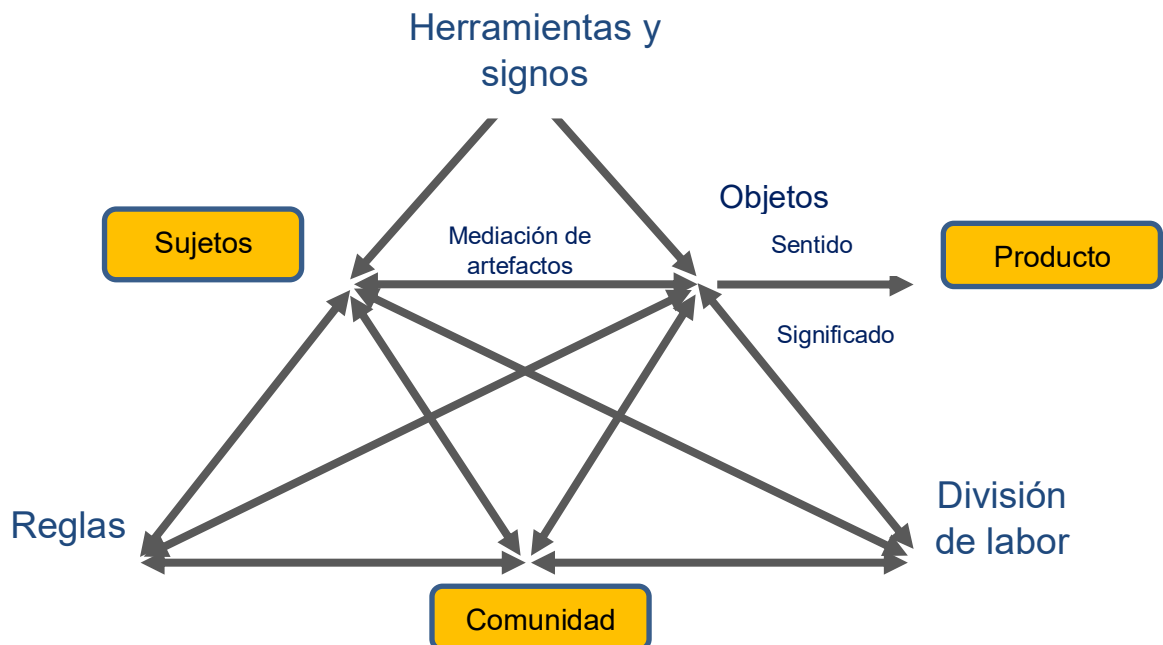 Herramientas y
signos
Objetos
Sujetos
Mediación de
artefactos
Sentido
Producto
Significado
Reglas
División
de labor
Comunidad